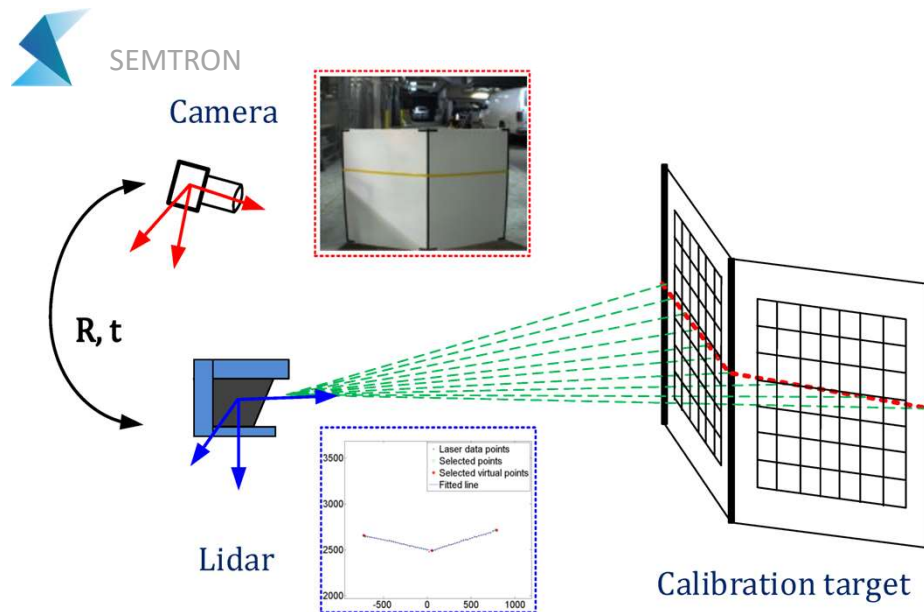 SEMTRON
Camera
R, t
3500
3000
2500
2000
-500
0
500
1000
Laser data points
Selected points
Selected virtual points
Fitted line
Lidar
Calibration target